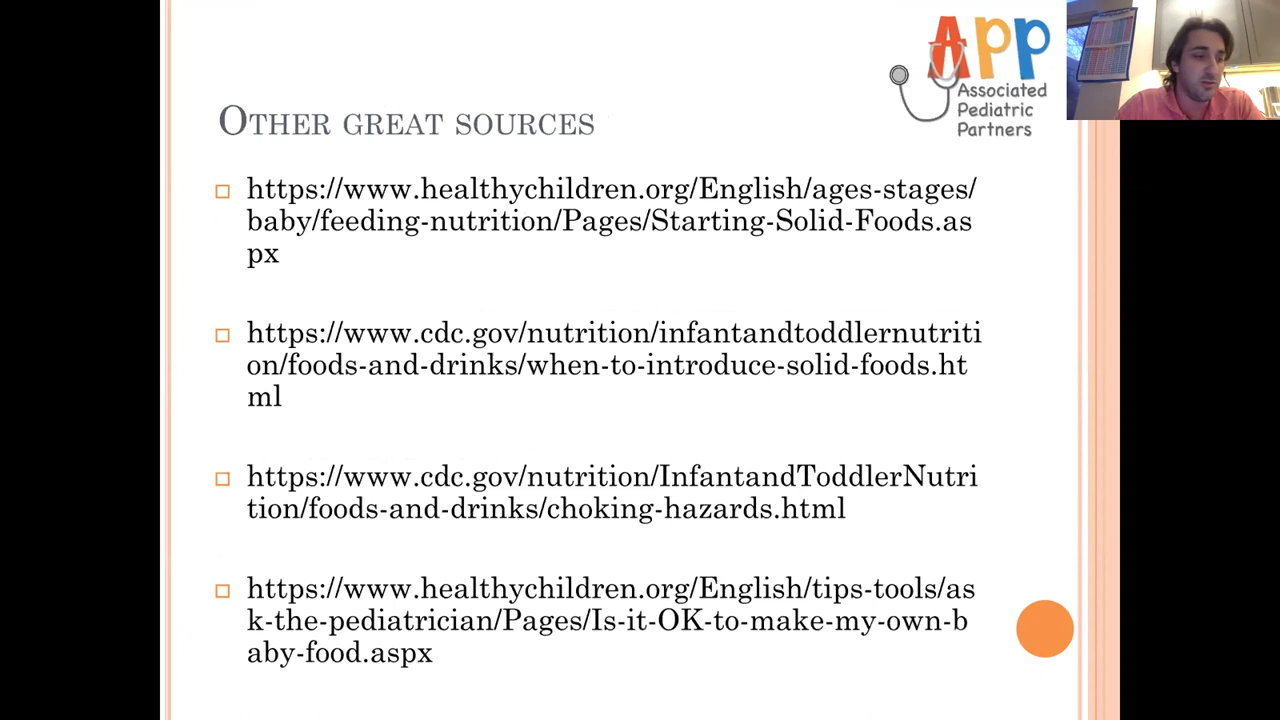 APP
Associated
Pediatric
Partners
OTHER GREAT SOURCES
https://www.healthychildren.org/English/ages-stages/
baby/feeding-nutrition/Pages/Starting-Solid-Foods.as
px
https://www.cdc.gov/nutrition/infantandtoddlernutriti
on/foods-and-drinks/when-to-introduce-solid-foods.ht
ml
https://www.cdc.gov/nutrition/InfantandToddlerNutri
tion/foods-and-drinks/choking-hazards.html
https://www.healthychildren.org/English/tips-tools/as
k-the-pediatrician/Pages/Is-it-OK-to-make-my-own-b
aby-food.aspx